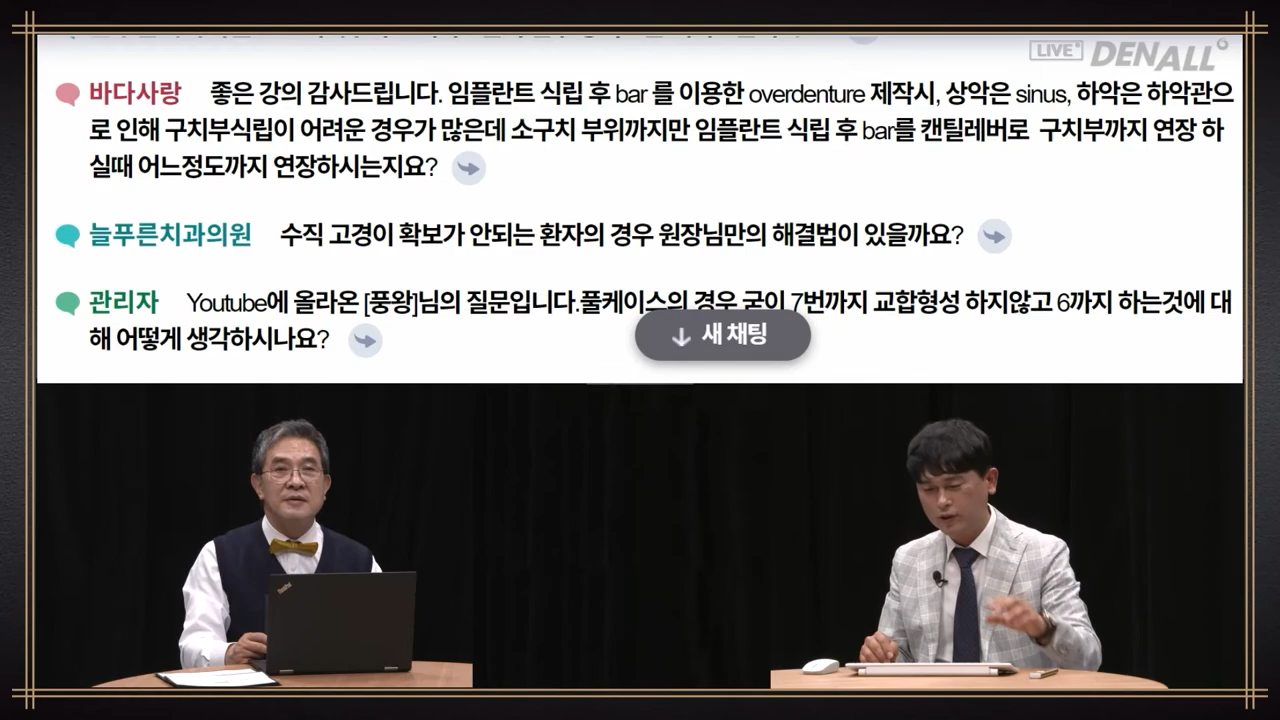 LIVE DENALL
바다사랑 좋은 강의 감사드립니다. 임플란트 식립 후 bar 를 이용한 overdenture 제작시, 상악은 sinus, 하악은 하악관으
로 인해 구치부식립이 어려운 경우가 많은데 소구치 부위까지만 임플란트 식립 후 bar를 캔틸레버로 구치부까지 연장 하
실때 어느정도까지 연장하시는지요?
늘푸른치과의원 수직 고경이 확보가 안되는 환자의 경우 원장님만의 해결법이 있을까요?
관리자 Youtube에 올라온 [풍왕]님의 질문입니다.풀케이스의 경우 굳이 7번까지 교합형성 하지않고 6까지 하는것에 대
해 어떻게 생각하시나요?
새 채팅
ThinkPad